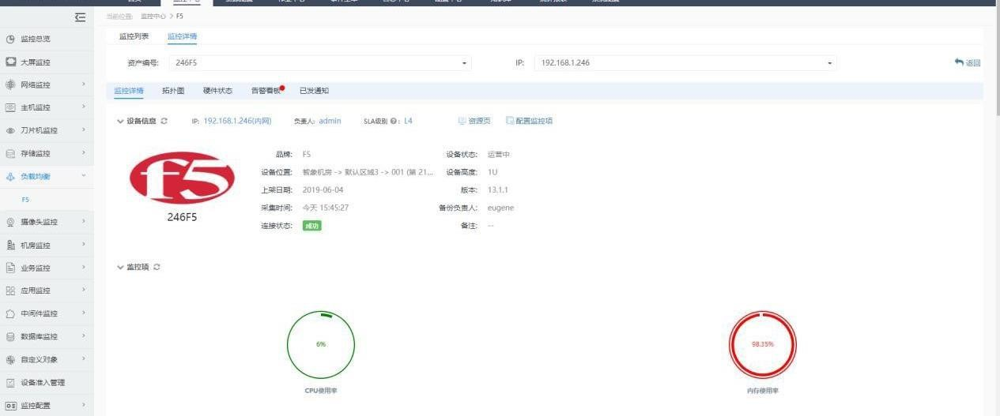 当前位置: 监控中心 > F5
监控总览
大屏监控
网络监控
主机监控
刀片机监控
存储监控
负载均衡
F5
摄像头监控
机房监控
业务监控
应用监控
中间件监控
数据库监控
自定义对象
设备准入管理
监控配置
监控列表 监控详情
资产编号: 246F5 IP: 192.168.1.246 返回
监控详情 拓扑图 硬件状态 告警看板 已发通知
设备信息 IP: 192.168.1.246(内网) 负责人: admin SLA级别 : L4 资源页 配置监控项
f5
246F5
品牌: F5 设备状态: 运营中
设备位置: 智象机房 -> 默认区域3 -> 001 (第 21... 设备高度: 1U
上架日期: 2019-06-04 版本: 13.1.1
采集时间: 今天 15:45:27 备份负责人: eugene
连接状态: 成功 备注: --
监控项
6% 98.35%
CPU使用率 内存使用率